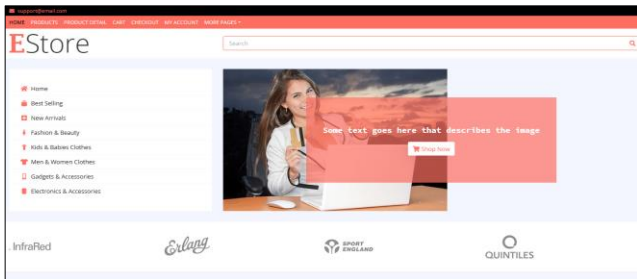 support@email.com
HOME PRODUCTS PRODUCT DETAIL CART CHECKOUT MY ACCOUNT MORE PAGES
EStore
Search
Home
Best Selling
New Arrivals
Fashion & Beauty
Kids & Babies Clothes
Men & Women Clothes
Gadgets & Accessories
Electronics & Accessories
Some text goes here that describes the image
Shop Now
InfraRed
Erlang
SPORT
ENGLAND
QUINTILES